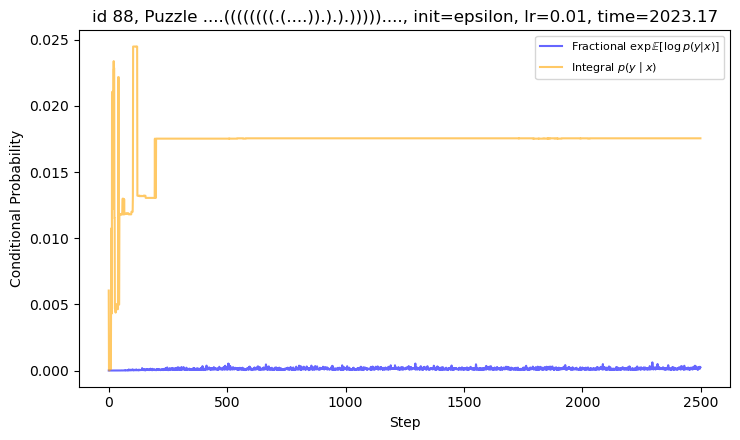 id 88, Puzzle ....((((((((.(....)).).).)))))...., init=epsilon, lr=0.01, time=2023.17
Fractional exp𝔼[log p(y|x)]
Integral p(y | x)
Conditional Probability
0.025
0.020
0.015
0.010
0.005
0.000
0
500
1000
1500
2000
2500
Step